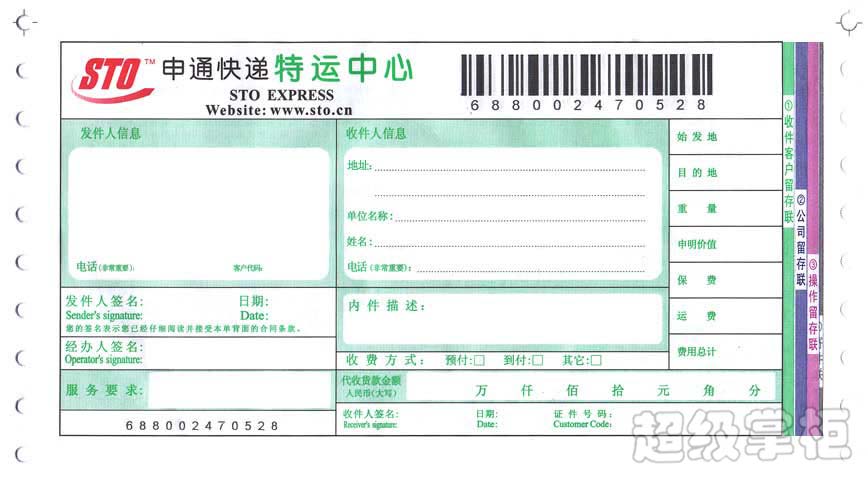 STO™ 申通快递 特运中心
STO EXPRESS
Website: www.sto.cn
688002470528
发件人信息
电话(非常重要): 客户代码:
收件人信息
地址:
单位名称:
姓名:
电话(非常重要):
始发地
目的地
重 量
申明价值
保 费
运 费
费用总计
发件人签名: 日期:
Sender's signature: Date:
您的签名表示您已经仔细阅读并接受本单背面的合同条款。
内件描述:
经办人签名:
Operator's signature:
收费方式: 预付:□ 到付:□ 其它:□
服务要求:
代收货款金额
人民币(大写) 万 仟 佰 拾 元 角 分
688002470528
收件人签名: 日期: 证件号码:
Receiver's signature: Date: Customer Code:
①收件客户留存联
②公司留存联
③操作留存联
超级掌柜